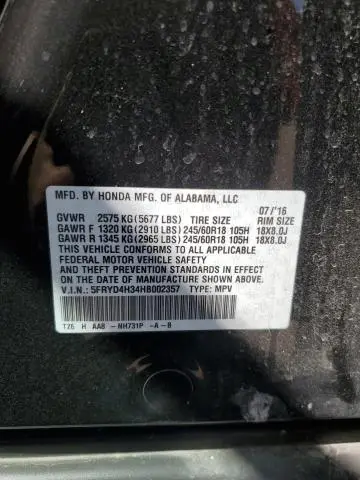 MFD. BY HONDA MFG. OF ALABAMA, LLC
07/'16
GVWR 2575 KG (5677 LBS) TIRE SIZE RIM SIZE
GAWR F 1320 KG (2910 LBS) 245/60R18 105H 18X8.0J
GAWR R 1345 KG (2965 LBS) 245/60R18 105H 18X8.0J
THIS VEHICLE CONFORMS TO ALL APPLICABLE
FEDERAL MOTOR VEHICLE SAFETY
AND THEFT PREVENTION STANDARDS IN EFFECT ON THE
DATE OF MANUFACTURE SHOWN ABOVE.
V.I.N.: 5FRYD4H34HB002357 TYPE: MPV
TZ6 H AAB -NH731P -A-B